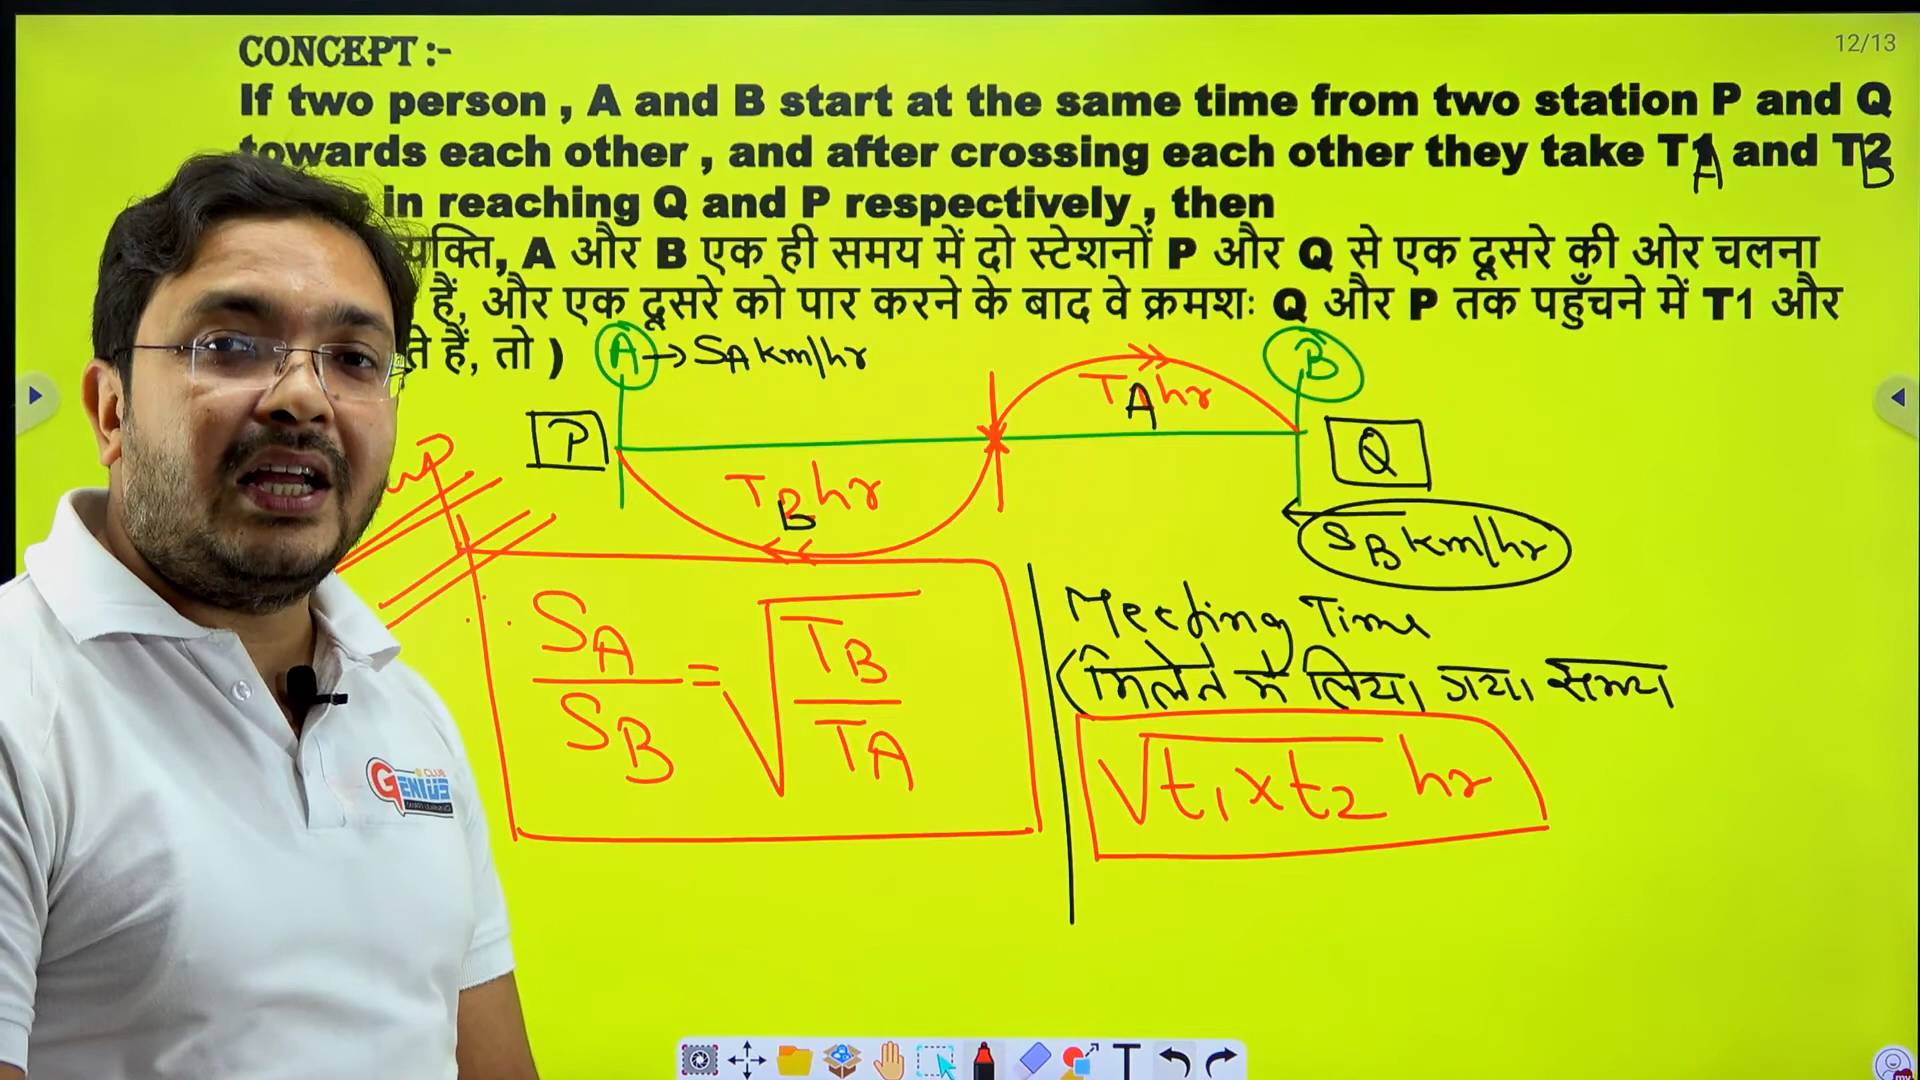 CONCEPT :-
12/13
If two person , A and B start at the same time from two station P and Q
towards each other , and after crossing each other they take T1 A and T2 B
in reaching Q and P respectively , then
व्यक्ति, A और B एक ही समय में दो स्टेशनों P और Q से एक दूसरे की ओर चलना
हैं, और एक दूसरे को पार करने के बाद वे क्रमशः Q और P तक पहुँचने में T1 और
हैं, तो )
A → SA km/hr
B
TA hr
P
Q
TB hr
SB km/hr
SA/SB = √TB/TA
Meeting Time
(मिलने में लिया गया समय
√t1 x t2 hr
CLUB
GENIUS